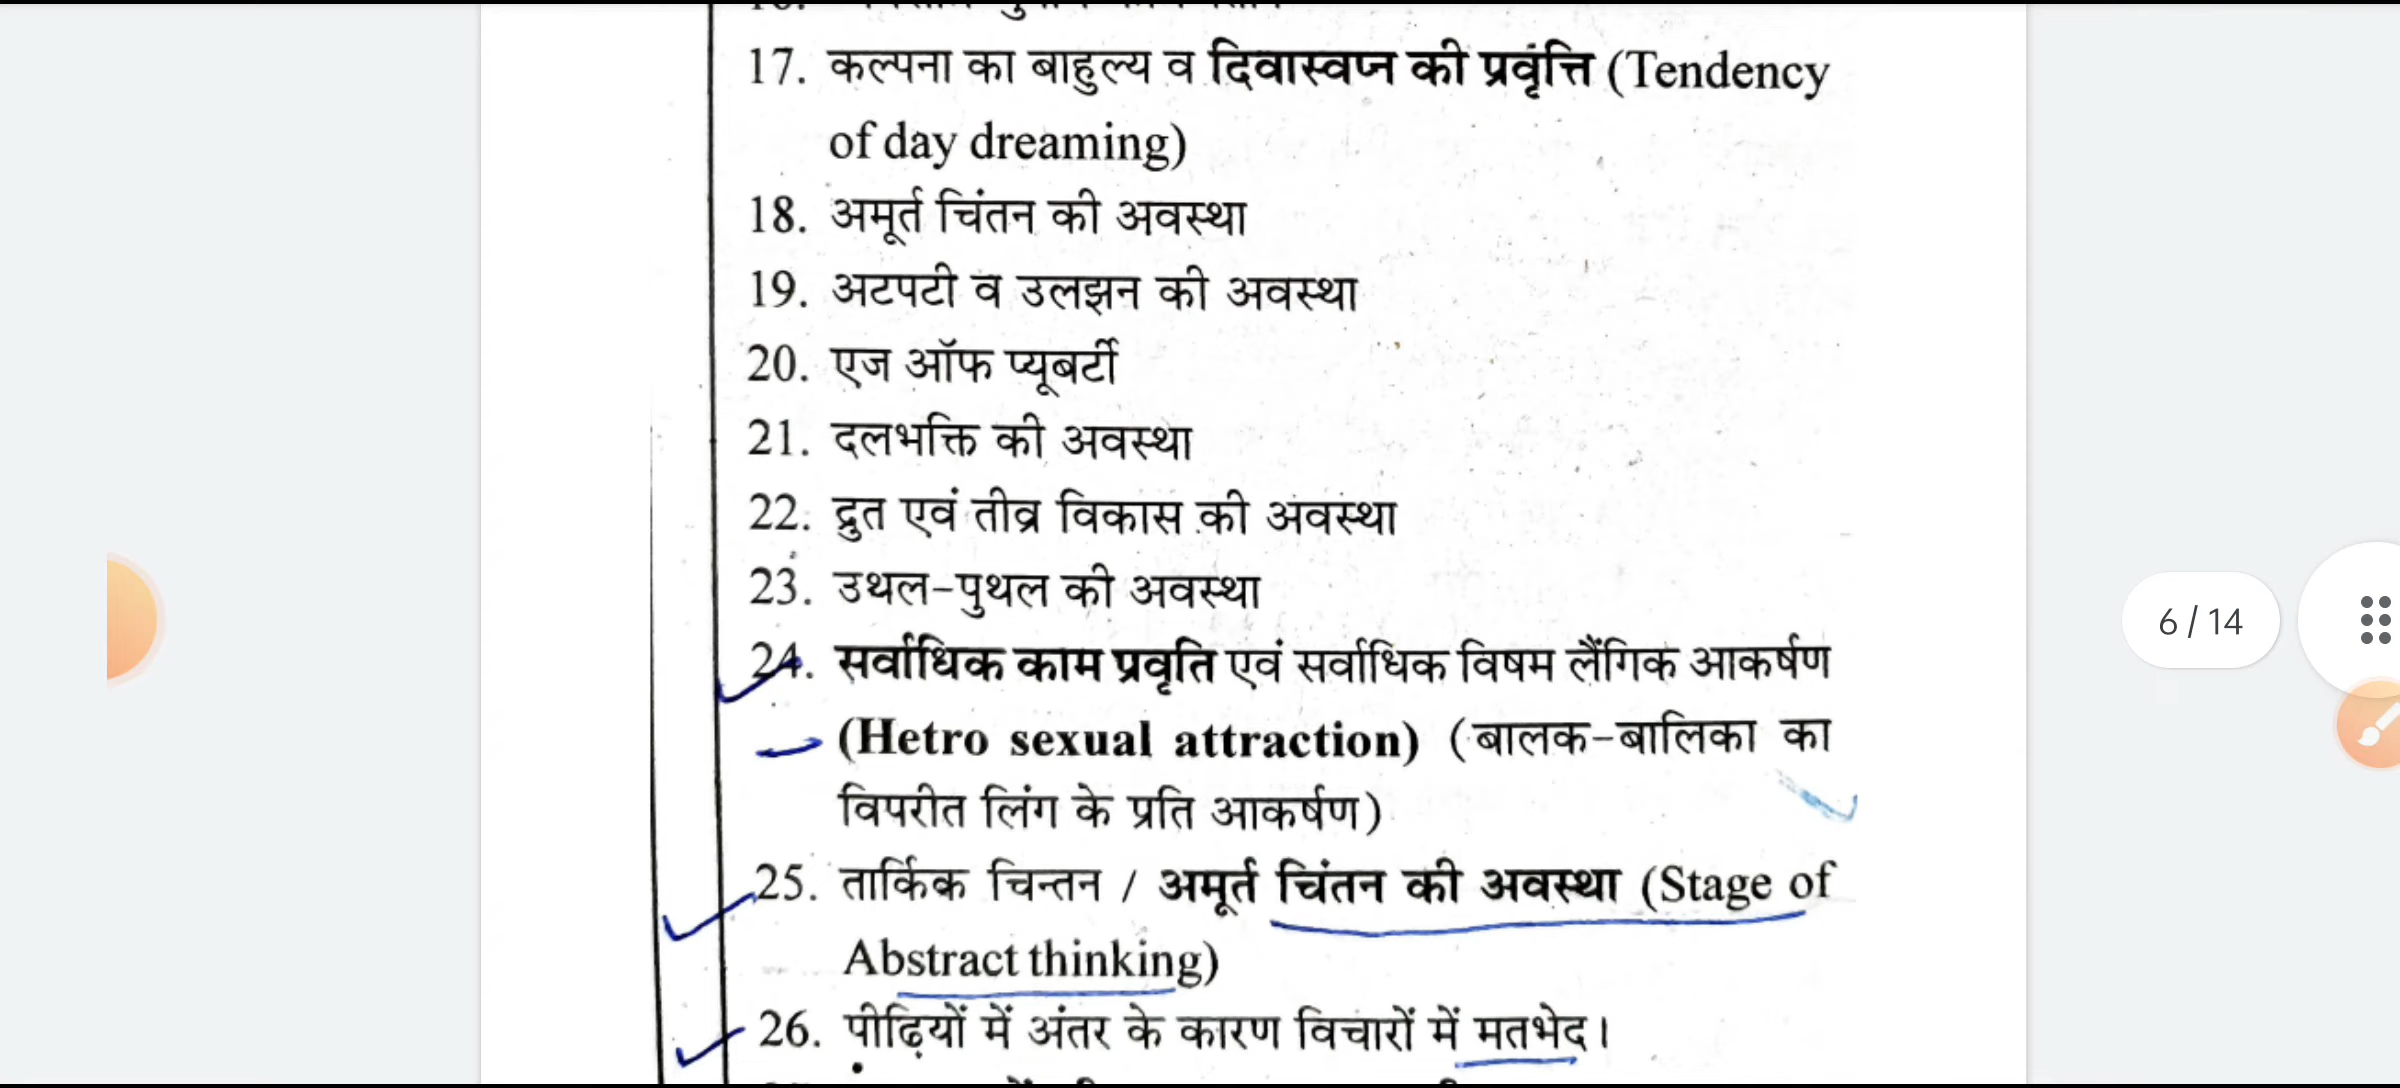 17. कल्पना का बाहुल्य व दिवास्वप्न की प्रवृंत्ति (Tendency
of day dreaming)
18. अमूर्त चिंतन की अवस्था
19. अटपटी व उलझन की अवस्था
20. एज ऑफ प्यूबर्टी
21. दलभक्ति की अवस्था
22. द्रुत एवं तीव्र विकास की अवस्था
23. उथल-पुथल की अवस्था
24. सर्वाधिक काम प्रवृति एवं सर्वाधिक विषम लैंगिक आकर्षण
(Hetro sexual attraction) (बालक-बालिका का
विपरीत लिंग के प्रति आकर्षण)
25. तार्किक चिन्तन / अमूर्त चिंतन की अवस्था (Stage of
Abstract thinking)
26. पीढ़ियों में अंतर के कारण विचारों में मतभेद।
6 / 14